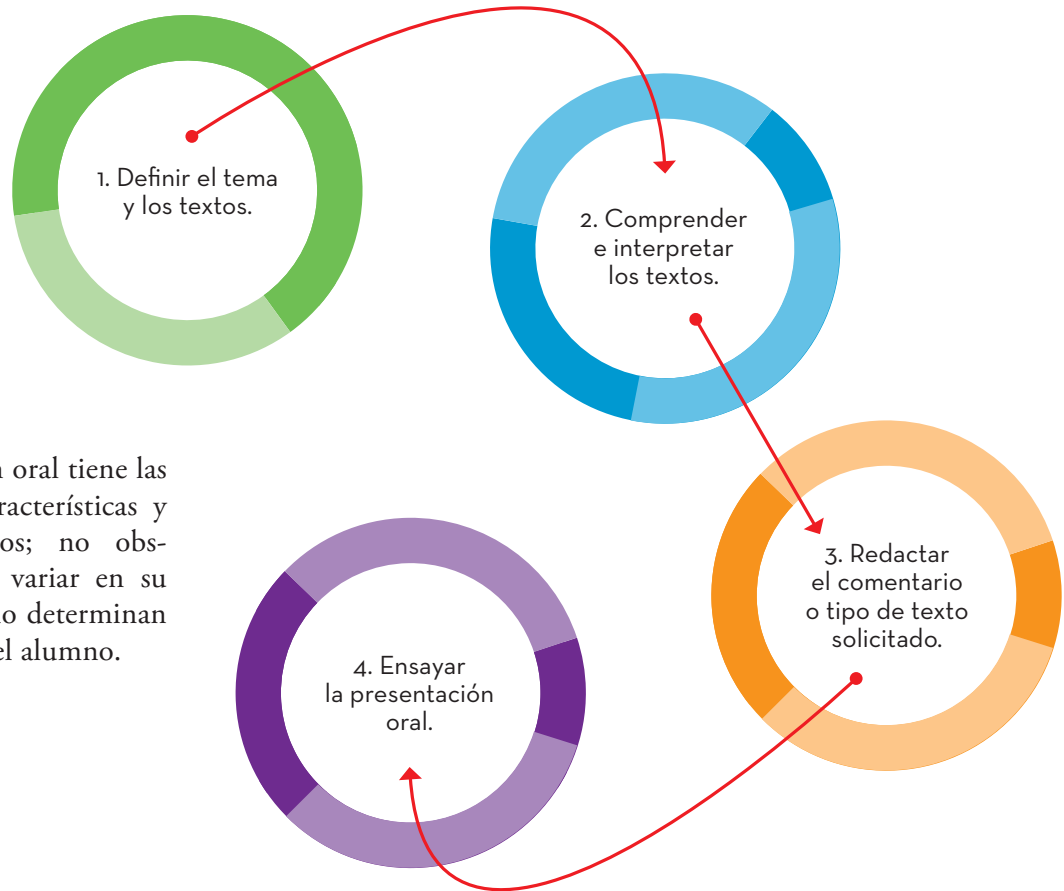 1. Definir el tema
y los textos.
2. Comprender
e interpretar
los textos.
3. Redactar
el comentario
o tipo de texto
solicitado.
4. Ensayar
la presentación
oral.
oral tiene las
racterísticas y
os; no obs-
variar en su
o determinan
el alumno.